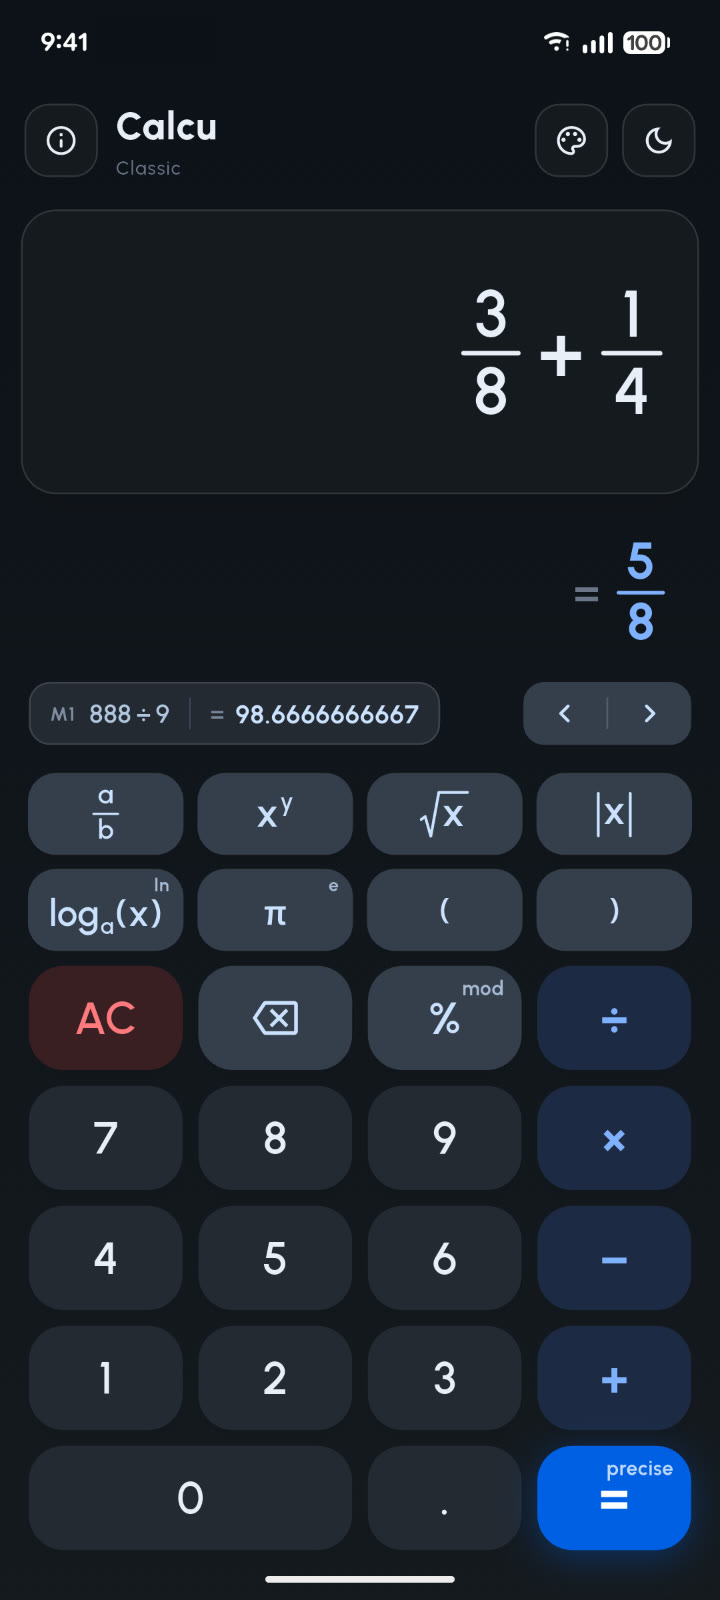 9:41
100
Calcu
Classic
3/8 + 1/4
= 5/8
M1 888÷9 = 98.6666666667
< >
a/b xʸ √x |x|
ln e
logₐ(x) π ( )
mod
AC % ÷
7 8 9 ×
4 5 6 −
1 2 3 +
precise
0 . =